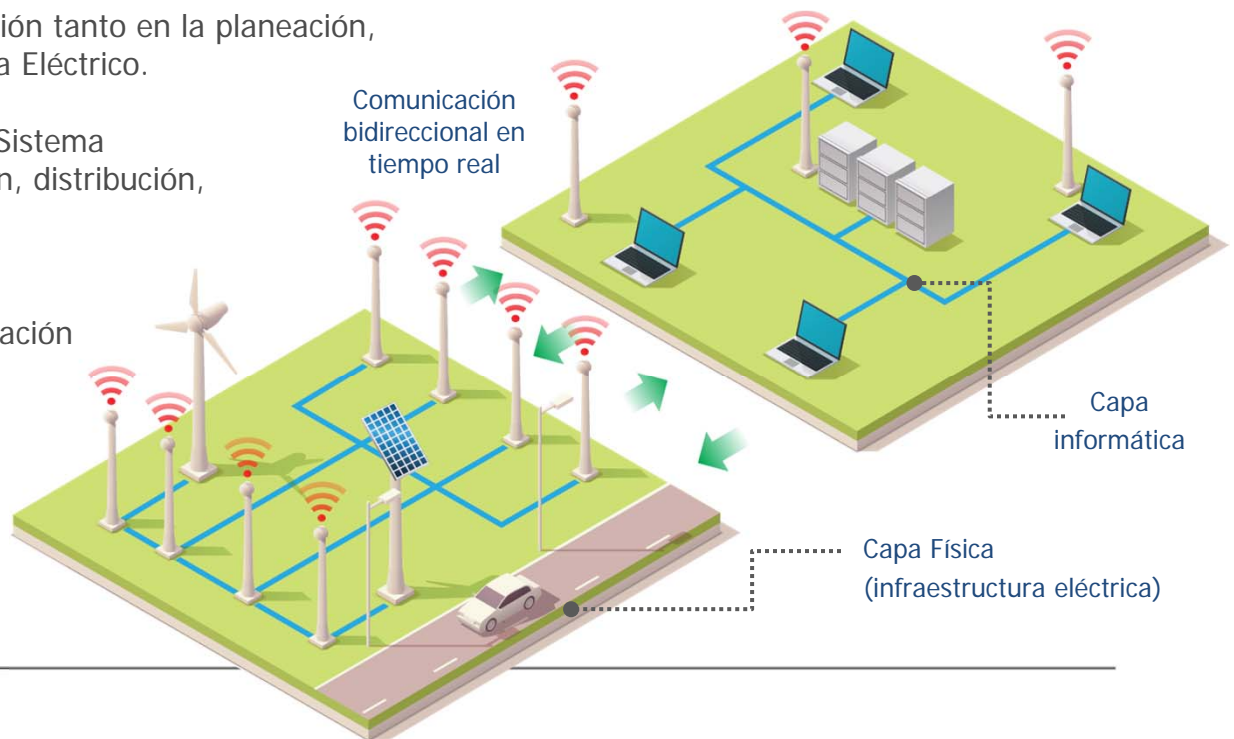 ión tanto en la planeación,
a Eléctrico.
Sistema
n, distribución,
ación
Comunicación
bidireccional en
tiempo real
Capa
informática
Capa Física
(infraestructura eléctrica)